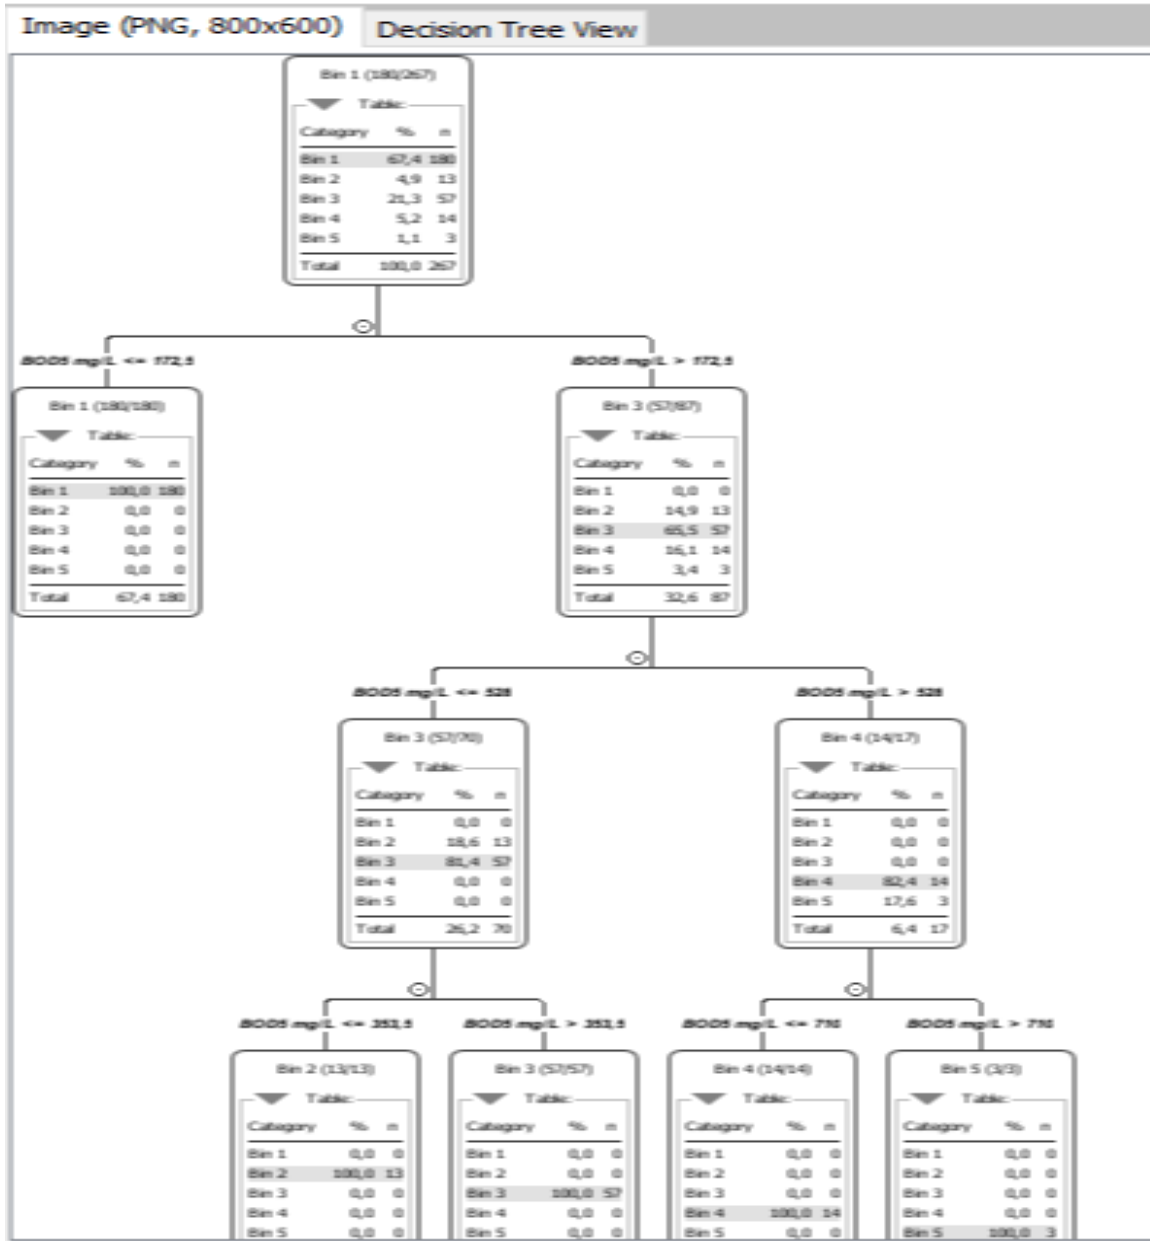 Image (PNG, 800x600) Decision Tree View
Bin 1 (180/267)
Table:
Category % n
Bin 1 67,4 180
Bin 2 4,9 13
Bin 3 21,3 57
Bin 4 5,2 14
Bin 5 1,1 3
Total 100,0 267
BOD5 mg/L <= 172,5
BOD5 mg/L > 172,5
Bin 1 (180/180)
Table:
Category % n
Bin 1 100,0 180
Bin 2 0,0 0
Bin 3 0,0 0
Bin 4 0,0 0
Bin 5 0,0 0
Total 67,4 180
Bin 3 (57/87)
Table:
Category % n
Bin 1 0,0 0
Bin 2 14,9 13
Bin 3 65,5 57
Bin 4 16,1 14
Bin 5 3,4 3
Total 32,6 87
BOD5 mg/L <= 528
BOD5 mg/L > 528
Bin 3 (57/70)
Table:
Category % n
Bin 1 0,0 0
Bin 2 18,6 13
Bin 3 81,4 57
Bin 4 0,0 0
Bin 5 0,0 0
Total 26,2 70
Bin 4 (14/17)
Table:
Category % n
Bin 1 0,0 0
Bin 2 0,0 0
Bin 3 0,0 0
Bin 4 82,4 14
Bin 5 17,6 3
Total 6,4 17
BOD5 mg/L <= 353,5
BOD5 mg/L > 353,5
BOD5 mg/L <= 716
BOD5 mg/L > 716
Bin 2 (13/13)
Table:
Category % n
Bin 1 0,0 0
Bin 2 100,0 13
Bin 3 0,0 0
Bin 4 0,0 0
Bin 5 0,0 0
Bin 3 (57/57)
Table:
Category % n
Bin 1 0,0 0
Bin 2 0,0 0
Bin 3 100,0 57
Bin 4 0,0 0
Bin 5 0,0 0
Bin 4 (14/14)
Table:
Category % n
Bin 1 0,0 0
Bin 2 0,0 0
Bin 3 0,0 0
Bin 4 100,0 14
Bin 5 0,0 0
Bin 5 (3/3)
Table:
Category % n
Bin 1 0,0 0
Bin 2 0,0 0
Bin 3 0,0 0
Bin 4 0,0 0
Bin 5 100,0 3